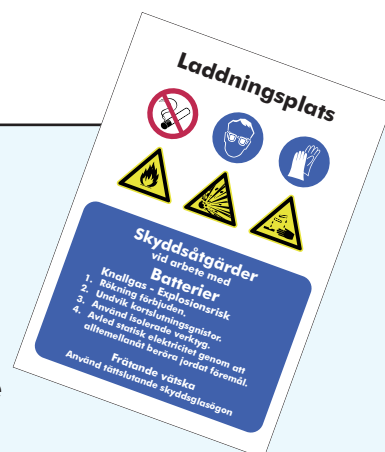 Laddningsplats
Skyddsåtgärder
vid arbete med
Batterier
Knallgas - Explosionsrisk
1. Rökning förbjuden.
2. Undvik kortslutningsgnistor.
3. Använd isolerade verktyg.
4. Avled statisk elektricitet genom att
alltemellanåt beröra jordat föremål.
Frätande vätska
Använd tättslutande skyddsglasögon